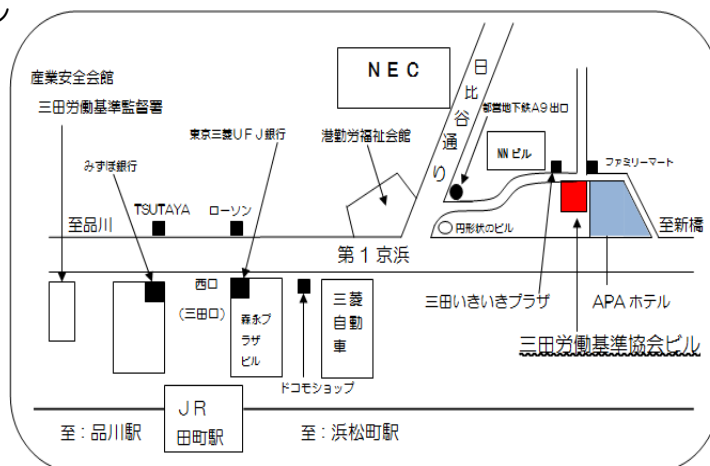 産業安全会館
三田労働基準監督署
みずほ銀行
東京三菱UFJ銀行
港勤労福祉会館
NEC
日比谷通り
都営地下鉄A9出口
NNビル
ファミリーマート
TSUTAYA
ローソン
至品川
第1京浜
円形状のビル
至新橋
西口
(三田口)
森永プ
ラザ
ビル
三菱
自動
車
三田いきいきプラザ
APAホテル
三田労働基準協会ビル
ドコモショップ
JR
田町駅
至:品川駅
至:浜松町駅